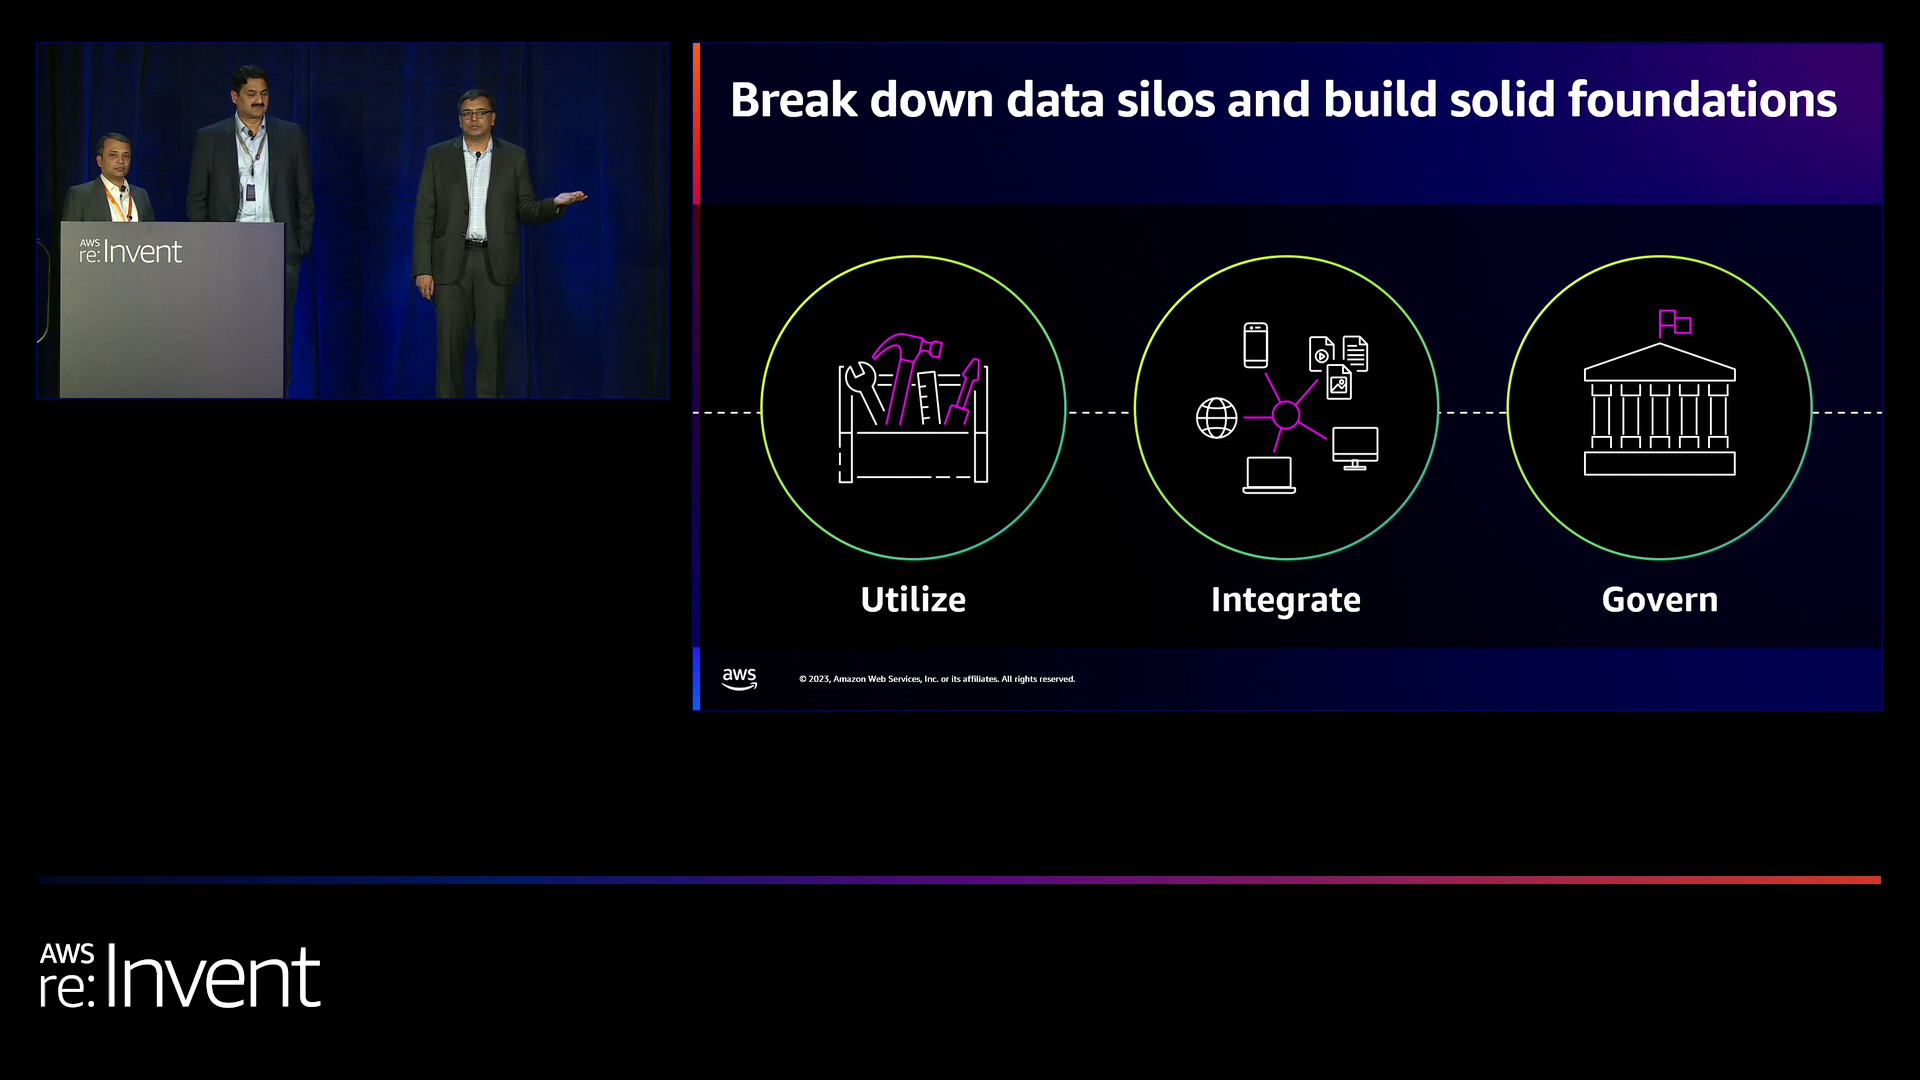 AWS
re:Invent
Break down data silos and build solid foundations
Utilize
Integrate
Govern
aws
© 2023, Amazon Web Services, Inc. or its affiliates. All rights reserved.
AWS
re:Invent